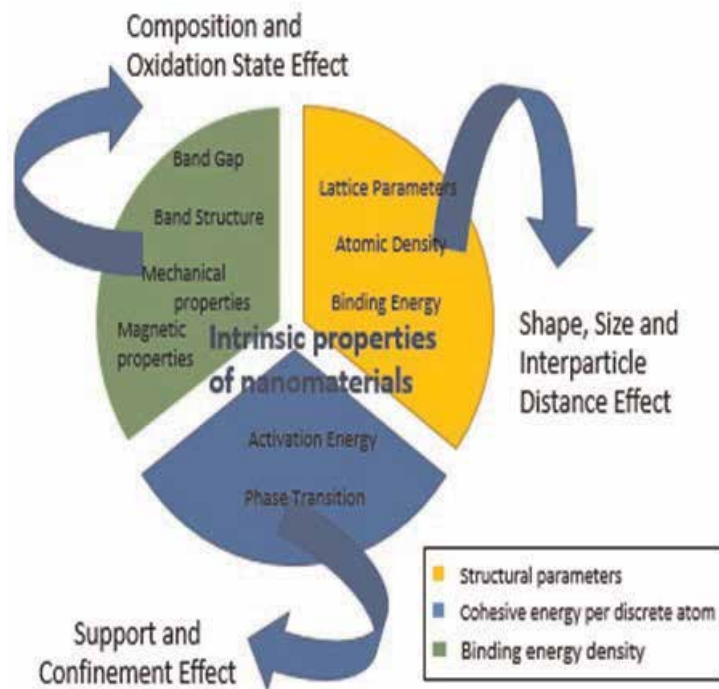 Composition and
Oxidation State Effect
Band Gap
Band Structure
Mechanical
properties
Magnetic
properties
Lattice Parameters
Atomic Density
Binding Energy
Intrinsic properties
of nanomaterials
Activation Energy
Phase Transition
Shape, Size and
Interparticle
Distance Effect
Support and
Confinement Effect
Structural parameters
Cohesive energy per discrete atom
Binding energy density